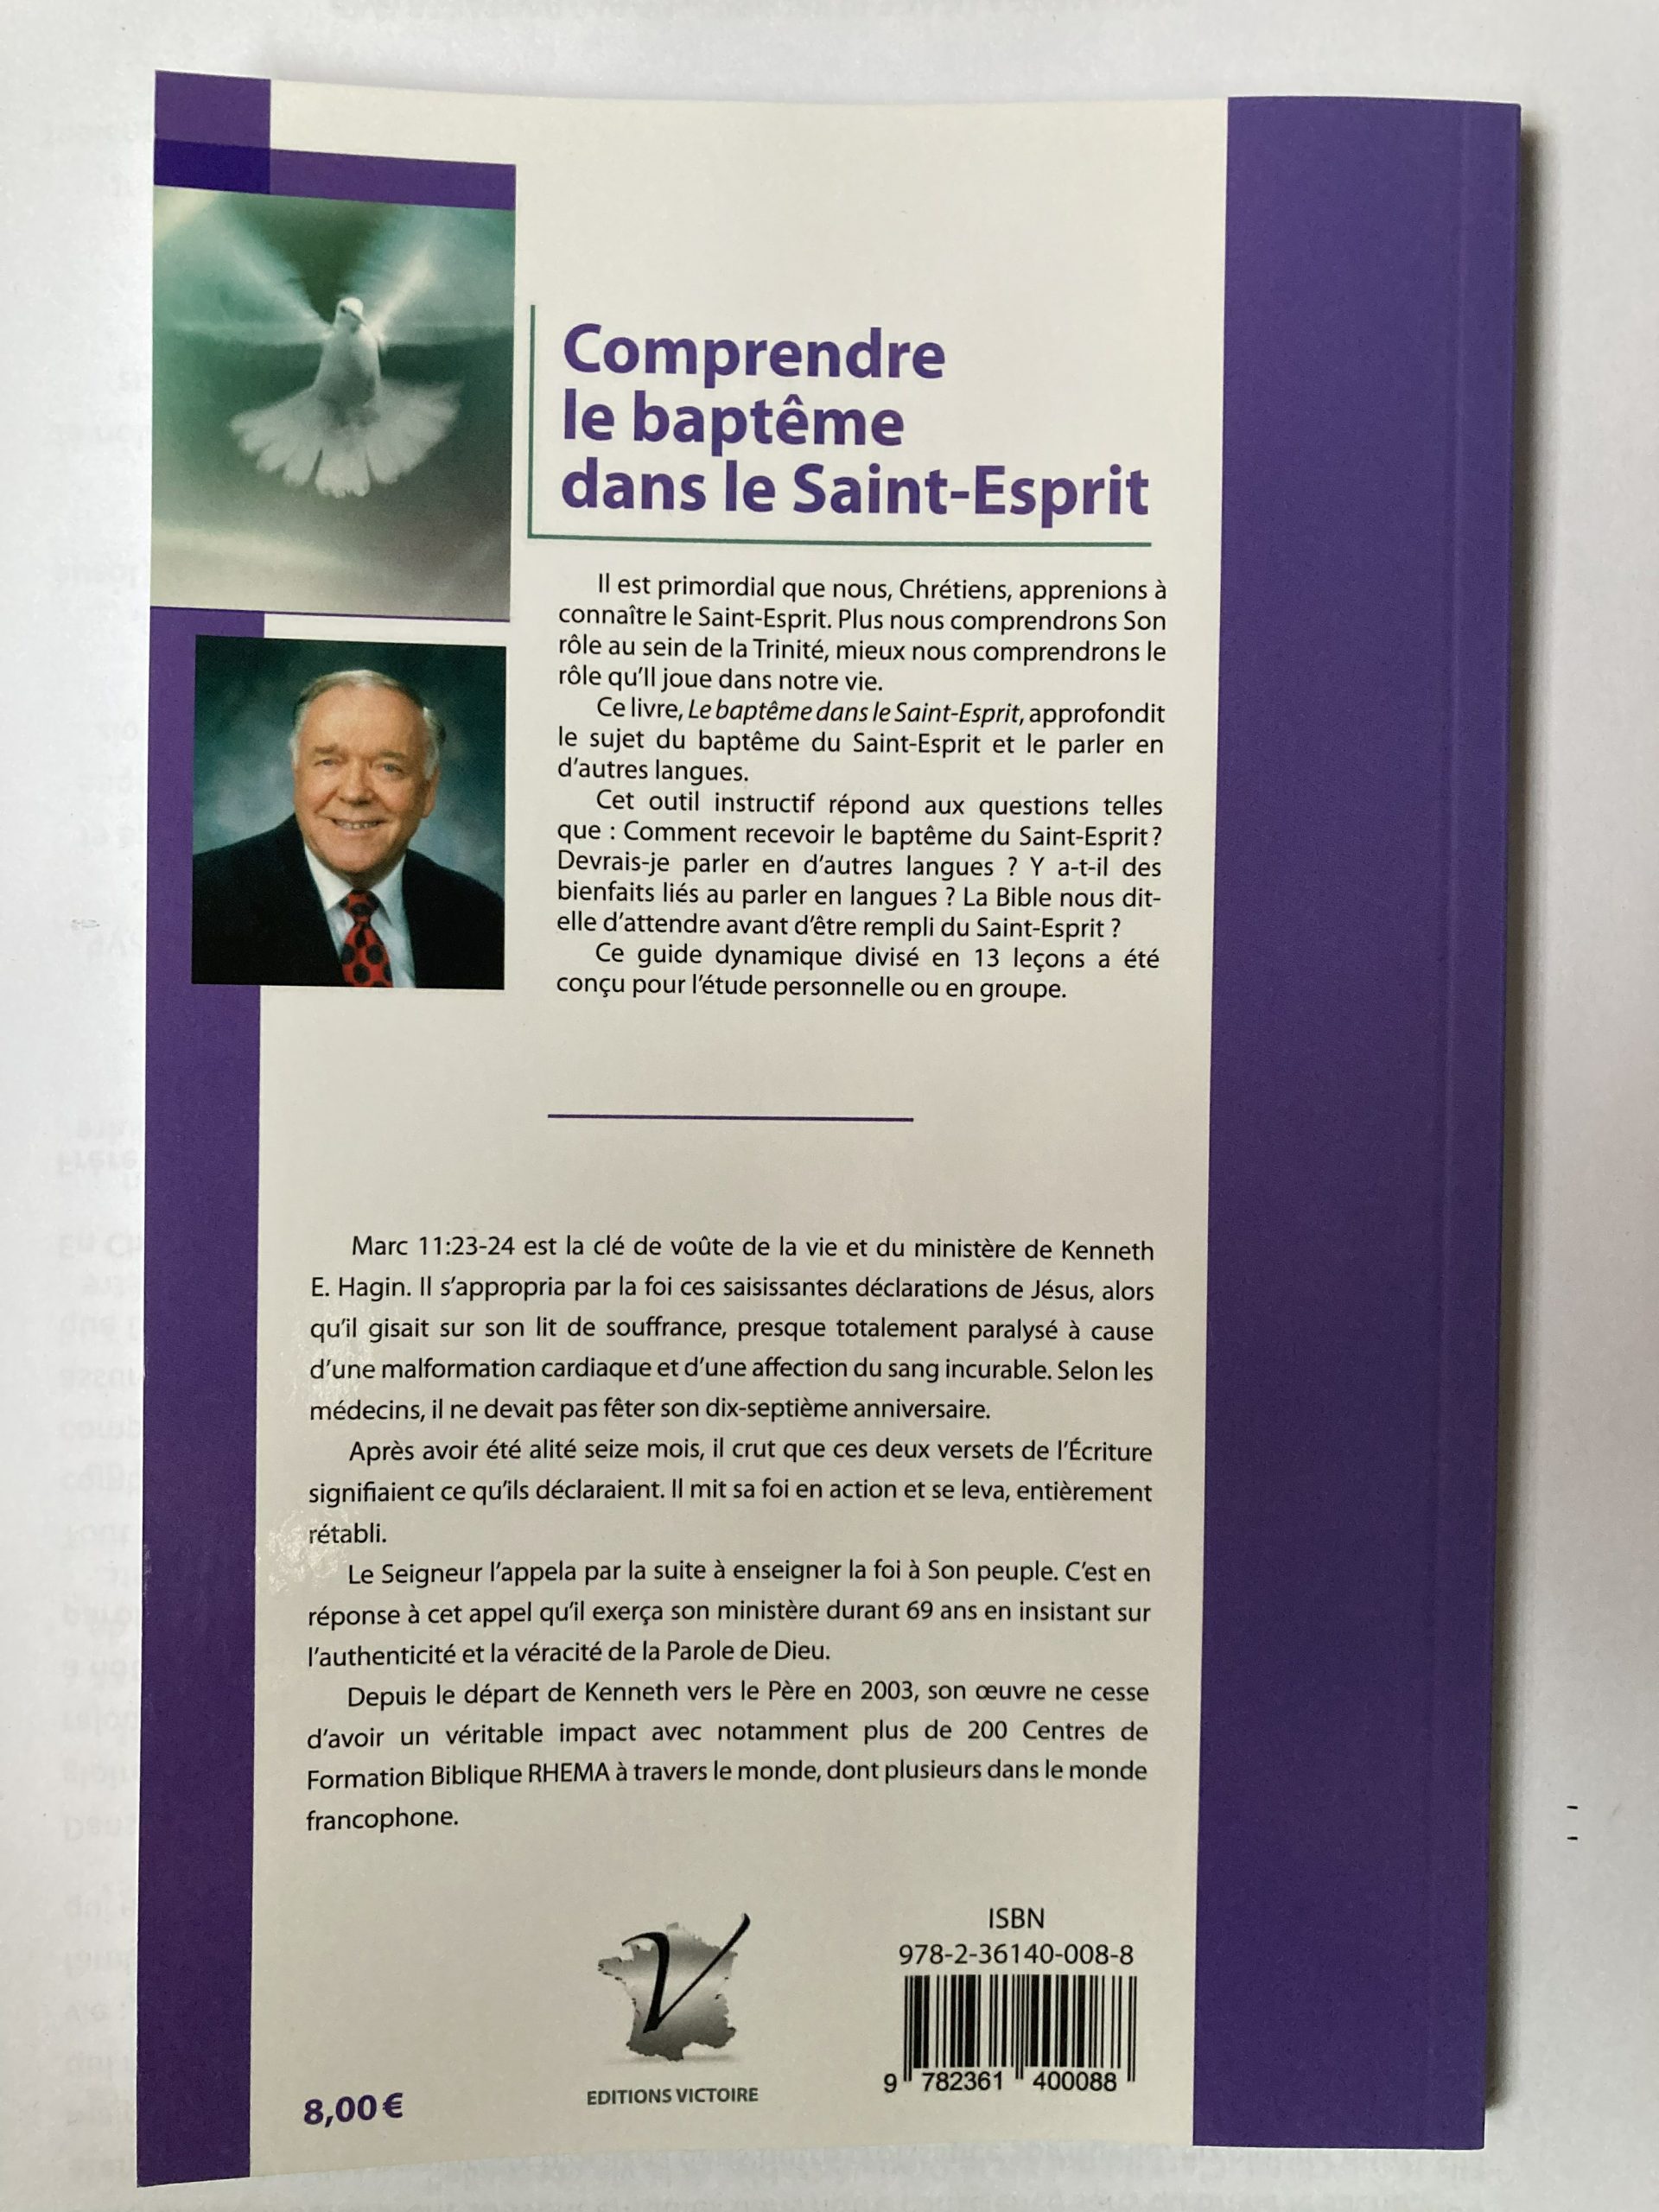 Comprendre
le baptême
dans le Saint-Esprit
Il est primordial que nous, Chrétiens, apprenions à
connaître le Saint-Esprit. Plus nous comprendrons Son
rôle au sein de la Trinité, mieux nous comprendrons le
rôle qu'Il joue dans notre vie.
Ce livre, Le baptême dans le Saint-Esprit, approfondit
le sujet du baptême du Saint-Esprit et le parler en
d'autres langues.
Cet outil instructif répond aux questions telles
que : Comment recevoir le baptême du Saint-Esprit ?
Devrais-je parler en d'autres langues ? Y a-t-il des
bienfaits liés au parler en langues ? La Bible nous dit-
elle d'attendre avant d'être rempli du Saint-Esprit ?
Ce guide dynamique divisé en 13 leçons a été
conçu pour l'étude personnelle ou en groupe.
Marc 11:23-24 est la clé de voûte de la vie et du ministère de Kenneth
E. Hagin. Il s'appropria par la foi ces saisissantes déclarations de Jésus, alors
qu'il gisait sur son lit de souffrance, presque totalement paralysé à cause
d'une malformation cardiaque et d'une affection du sang incurable. Selon les
médecins, il ne devait pas fêter son dix-septième anniversaire.
Après avoir été alité seize mois, il crut que ces deux versets de l'Écriture
signifiaient ce qu'ils déclaraient. Il mit sa foi en action et se leva, entièrement
rétabli.
Le Seigneur l'appela par la suite à enseigner la foi à Son peuple. C'est en
réponse à cet appel qu'il exerça son ministère durant 69 ans en insistant sur
l'authenticité et la véracité de la Parole de Dieu.
Depuis le départ de Kenneth vers le Père en 2003, son œuvre ne cesse
d'avoir un véritable impact avec notamment plus de 200 Centres de
Formation Biblique RHEMA à travers le monde, dont plusieurs dans le monde
francophone.
8,00 €
V
EDITIONS VICTOIRE
ISBN
978-2-36140-008-8
9 782361 400088